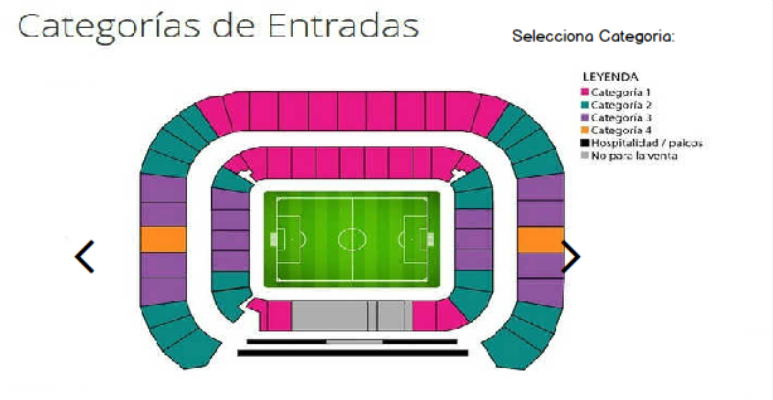 Categorías de Entradas
Selecciona Categoria:
LEYENDA
Categoría 1
Categoría 2
Categoría 3
Categoría 4
Hospitalidad / palcos
No para la venta